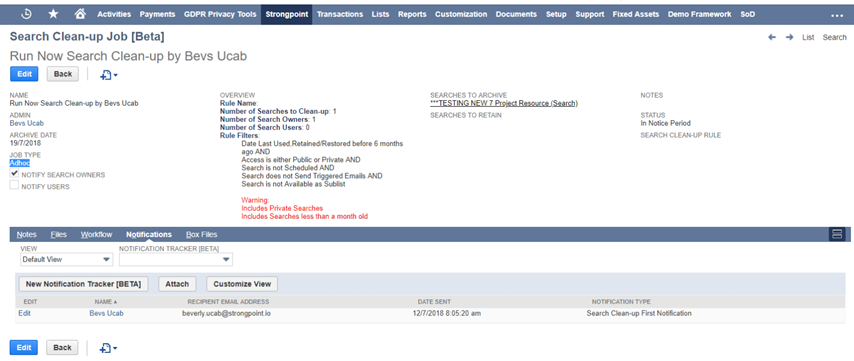 Activities Payments GDPR Privacy Tools Strongpoint Transactions Lists Reports Customization Documents Setup Support Fixed Assets Demo Framework SoD ...
Search Clean-up Job [Beta]
List Search
Run Now Search Clean-up by Bevs Ucab
Edit Back
NAME
Run Now Search Clean-up by Bevs Ucab
ADMIN
Bevs Ucab
ARCHIVE DATE
19/7/2018
JOB TYPE
Adhoc
NOTIFY SEARCH OWNERS
NOTIFY USERS
OVERVIEW
Rule Name:
Number of Searches to Clean-up: 1
Number of Search Owners: 1
Number of Search Users: 0
Rule Filters:
Date Last Used,Retained/Restored before 6 months
ago AND
Access is either Public or Private AND
Search is not Scheduled AND
Search does not Send Triggered Emails AND
Search is not Available as Sublist
Warning:
Includes Private Searches
Includes Searches less than a month old
SEARCHES TO ARCHIVE
***TESTING NEW 7 Project Resource (Search)
SEARCHES TO RETAIN
NOTES
STATUS
In Notice Period
SEARCH CLEAN-UP RULE
Notes Files Workflow Notifications Box Files
VIEW
Default View
NOTIFICATION TRACKER [BETA]
New Notification Tracker [BETA] Attach Customize View
EDIT NAME ▲ RECIPIENT EMAIL ADDRESS DATE SENT NOTIFICATION TYPE
Edit Bevs Ucab beverly.ucab@strongpoint.io 12/7/2018 8:05:20 am Search Clean-up First Notification
Edit Back